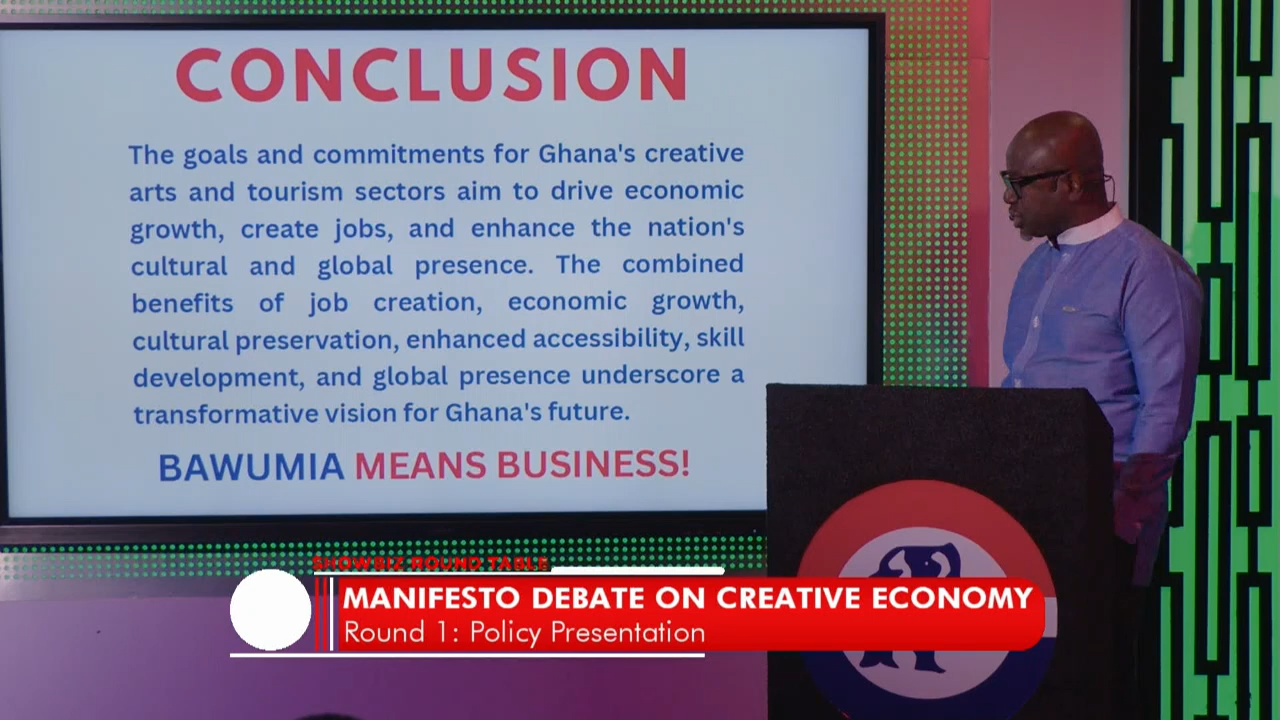 CONCLUSION
The goals and commitments for Ghana's creative
arts and tourism sectors aim to drive economic
growth, create jobs, and enhance the nation's
cultural and global presence. The combined
benefits of job creation, economic growth,
cultural preservation, enhanced accessibility, skill
development, and global presence underscore a
transformative vision for Ghana's future.
BAWUMIA MEANS BUSINESS!
SHOWBIZ ROUND TABLE
MANIFESTO DEBATE ON CREATIVE ECONOMY
Round 1: Policy Presentation